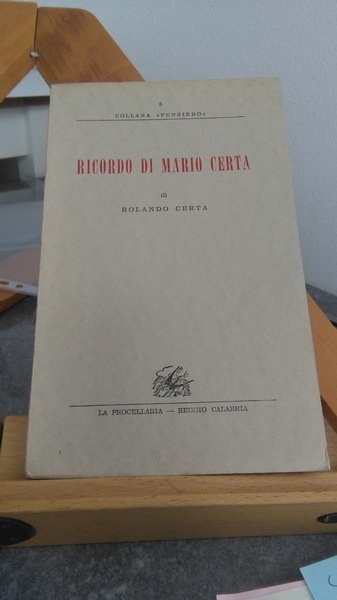 3
COLLANA «PENSIERO»
RICORDO DI MARIO CERTA
di
ROLANDO CERTA
LA PROCELLARIA — REGGIO CALABRIA